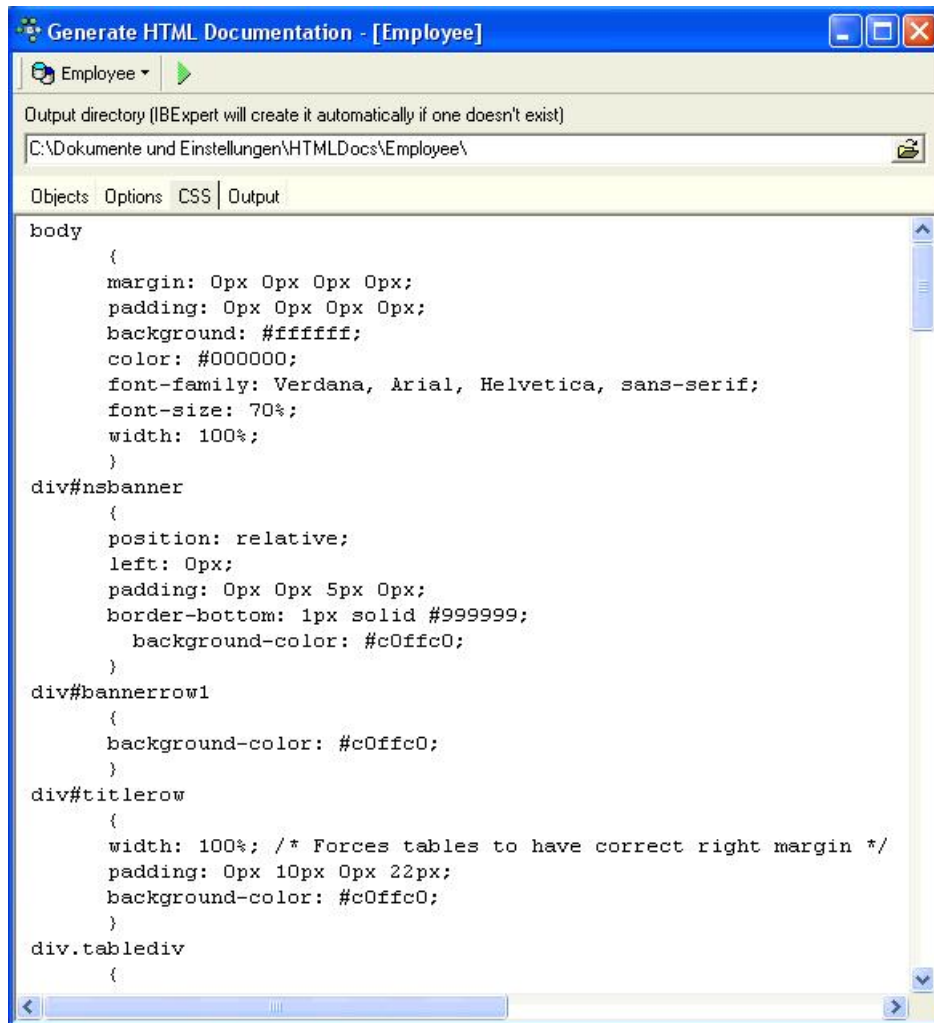 Generate HTML Documentation - [Employee]
Employee
Output directory (IBExpert will create it automatically if one doesn't exist)
C:\Dokumente und Einstellungen\HTMLDocs\Employee\
Objects Options CSS Output
body
{
margin: 0px 0px 0px 0px;
padding: 0px 0px 0px 0px;
background: #ffffff;
color: #000000;
font-family: Verdana, Arial, Helvetica, sans-serif;
font-size: 70%;
width: 100%;
}
div#nsbanner
{
position: relative;
left: 0px;
padding: 0px 0px 5px 0px;
border-bottom: 1px solid #999999;
background-color: #c0ffc0;
}
div#bannerrow1
{
background-color: #c0ffc0;
}
div#titlerow
{
width: 100%; /* Forces tables to have correct right margin */
padding: 0px 10px 0px 22px;
background-color: #c0ffc0;
}
div.tablediv
{